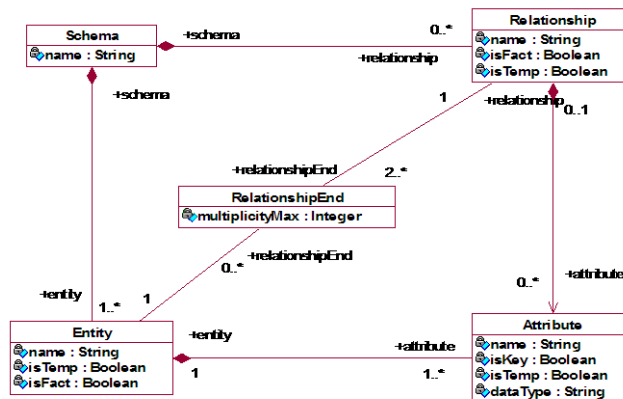 Schema
name : String
+schema
0..*
+relationship
Relationship
name : String
isFact : Boolean
isTemp : Boolean
+schema
+relationship
1
0..1
+relationshipEnd
2..*
RelationshipEnd
multiplicityMax : Integer
+relationshipEnd
0..*
+entity
1..*
1
+attribute
0..*
Entity
name : String
isTemp : Boolean
isFact : Boolean
+entity
1
+attribute
1..*
Attribute
name : String
isKey : Boolean
isTemp : Boolean
dataType : String